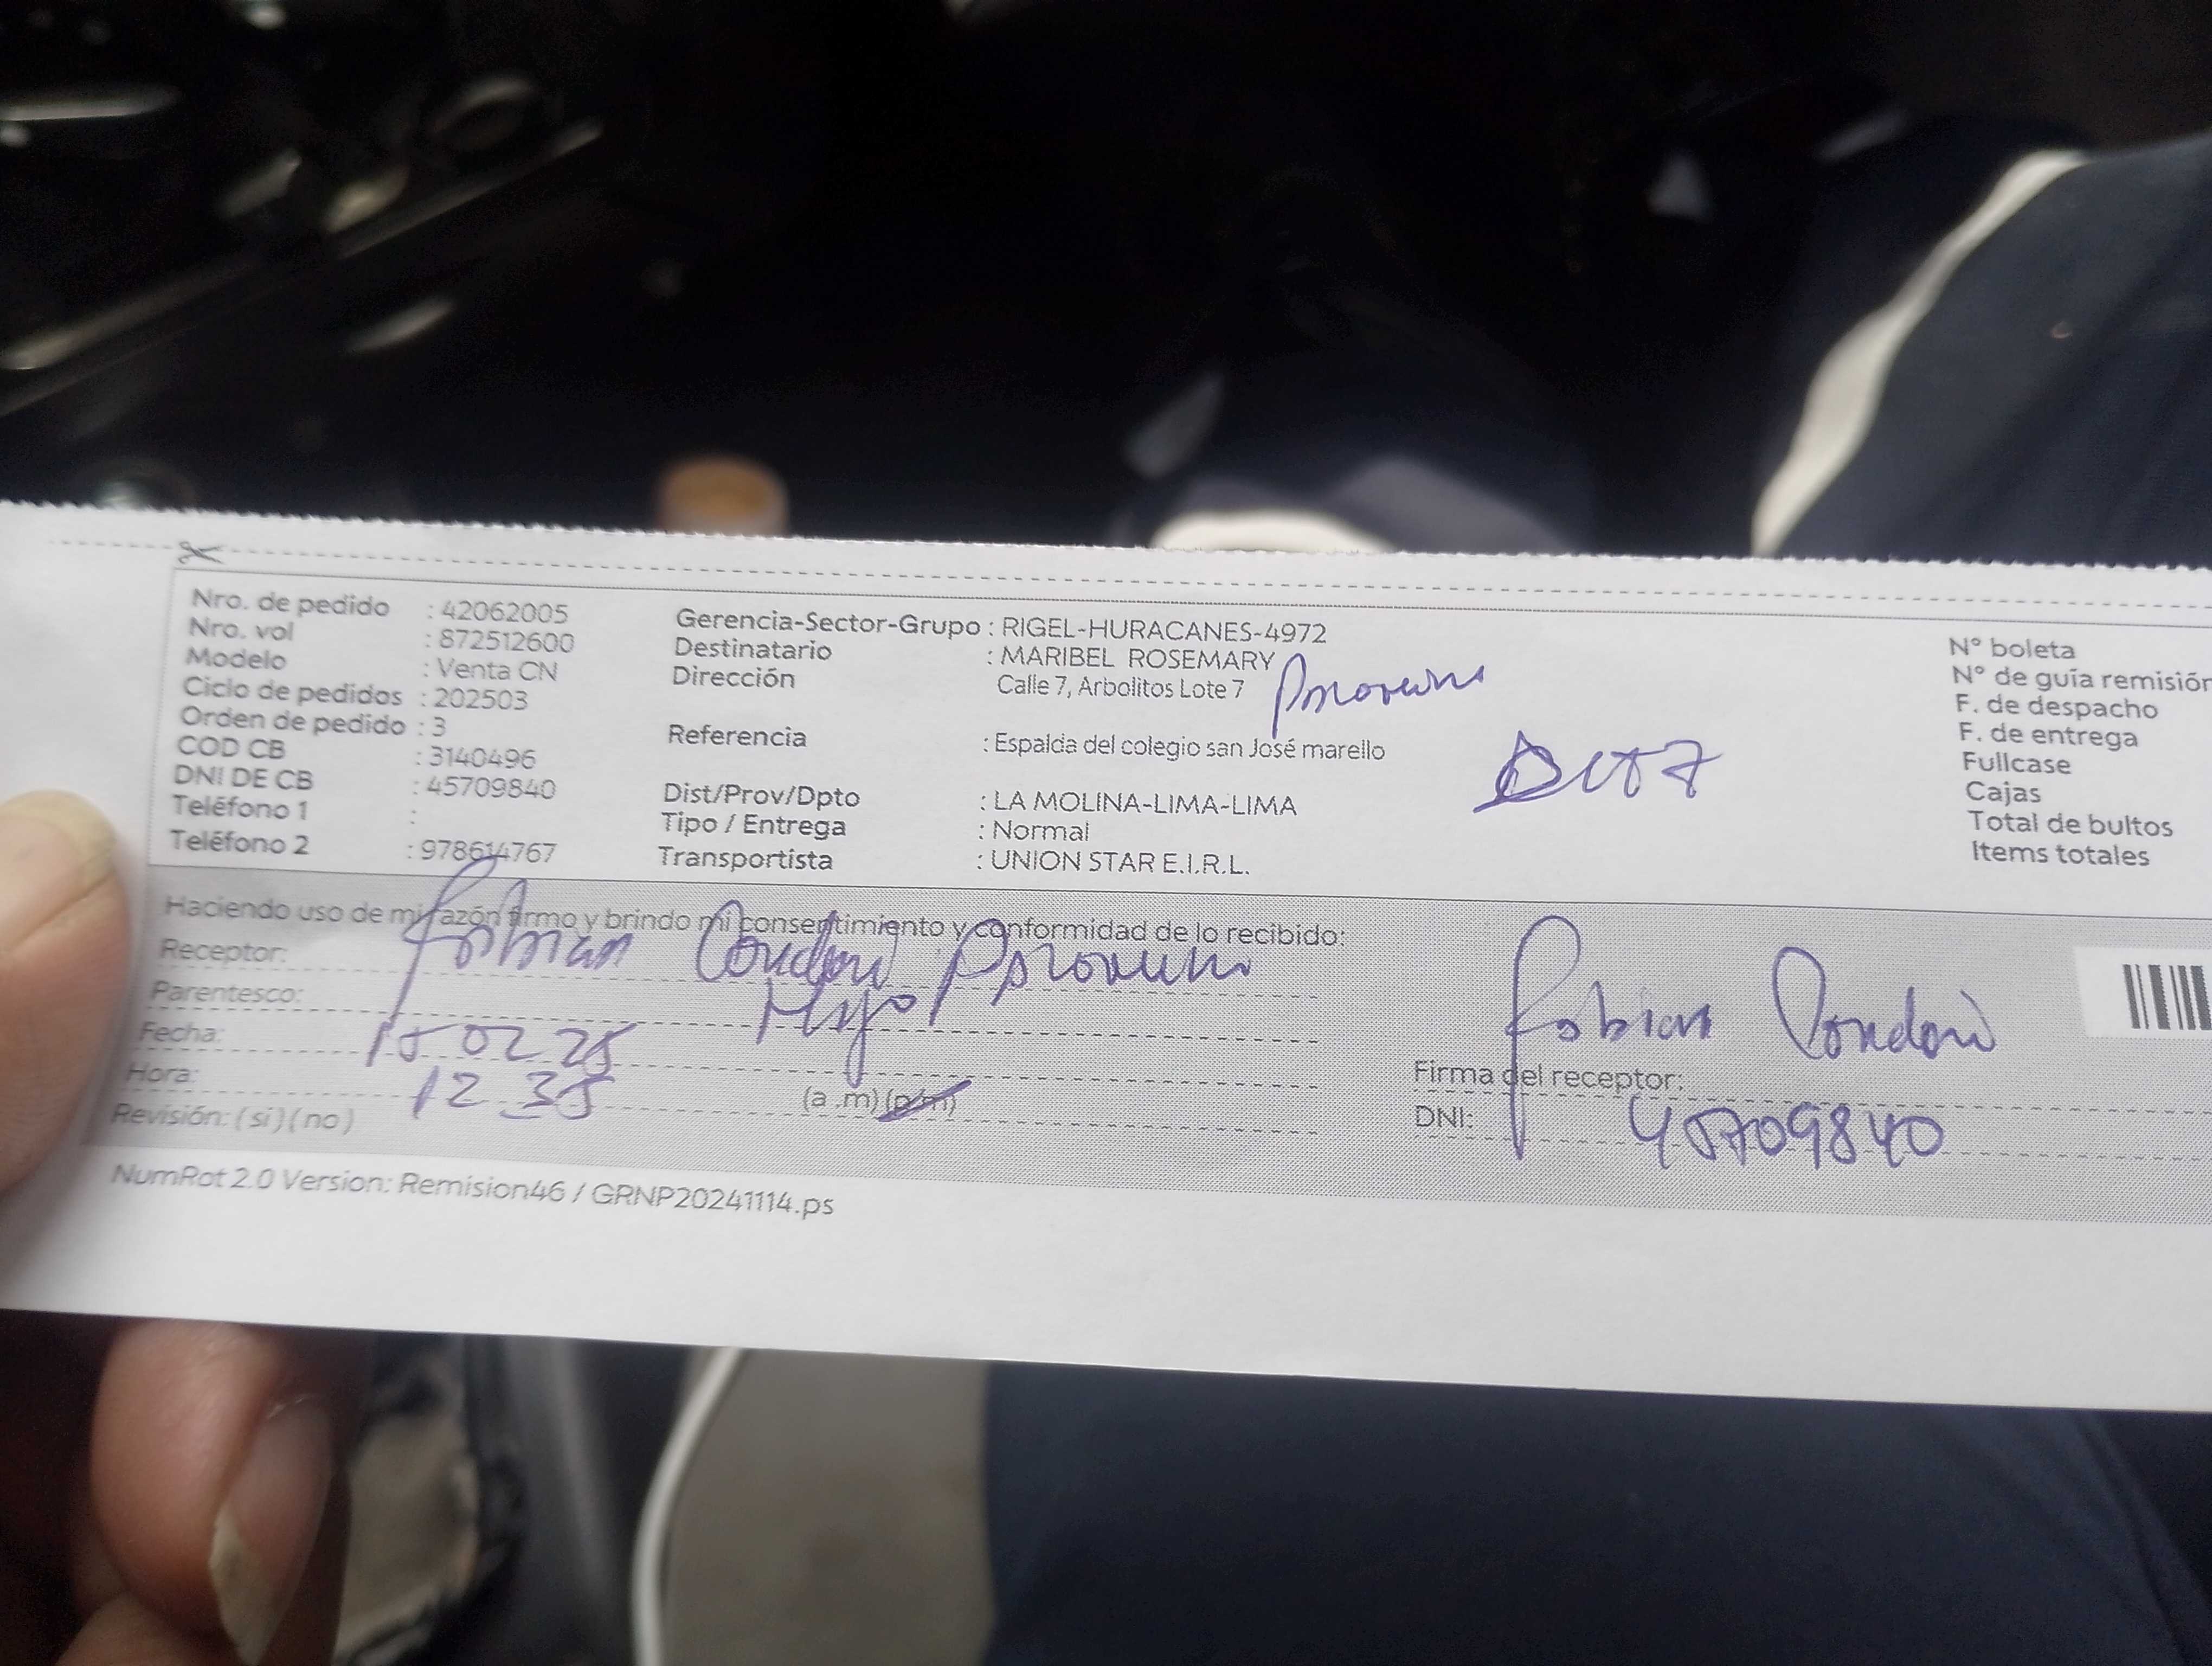 Nro. de pedido : 42062005
Nro. vol : 872512600
Modelo : Venta CN
Ciclo de pedidos : 202503
Orden de pedido : 3
COD CB : 3140496
DNI DE CB : 45709840
Teléfono 1 :
Teléfono 2 : 978614767
Gerencia-Sector-Grupo : RIGEL-HURACANES-4972
Destinatario : MARIBEL ROSEMARY
Dirección Calle 7, Arbolitos Lote 7
Referencia : Espalda del colegio san José marello
Dist/Prov/Dpto : LA MOLINA-LIMA-LIMA
Tipo / Entrega : Normal
Transportista : UNION STAR E.I.R.L.
N° boleta
N° de guía remisión
F. de despacho
F. de entrega
Fullcase
Cajas
Total de bultos
Items totales
Haciendo uso de mi razón firmo y brindo mi consentimiento y conformidad de lo recibido:
Receptor: Fabian Condori
Parentesco: Hijo
Fecha: 15 02 25
Hora: 12 35 (a .m) (p/m)
Revisión: ( si ) ( no )
Fabian Condori
Firma del receptor:
DNI: 45709840
NumRot 2.0 Version: Remision46 / GRNP20241114.ps